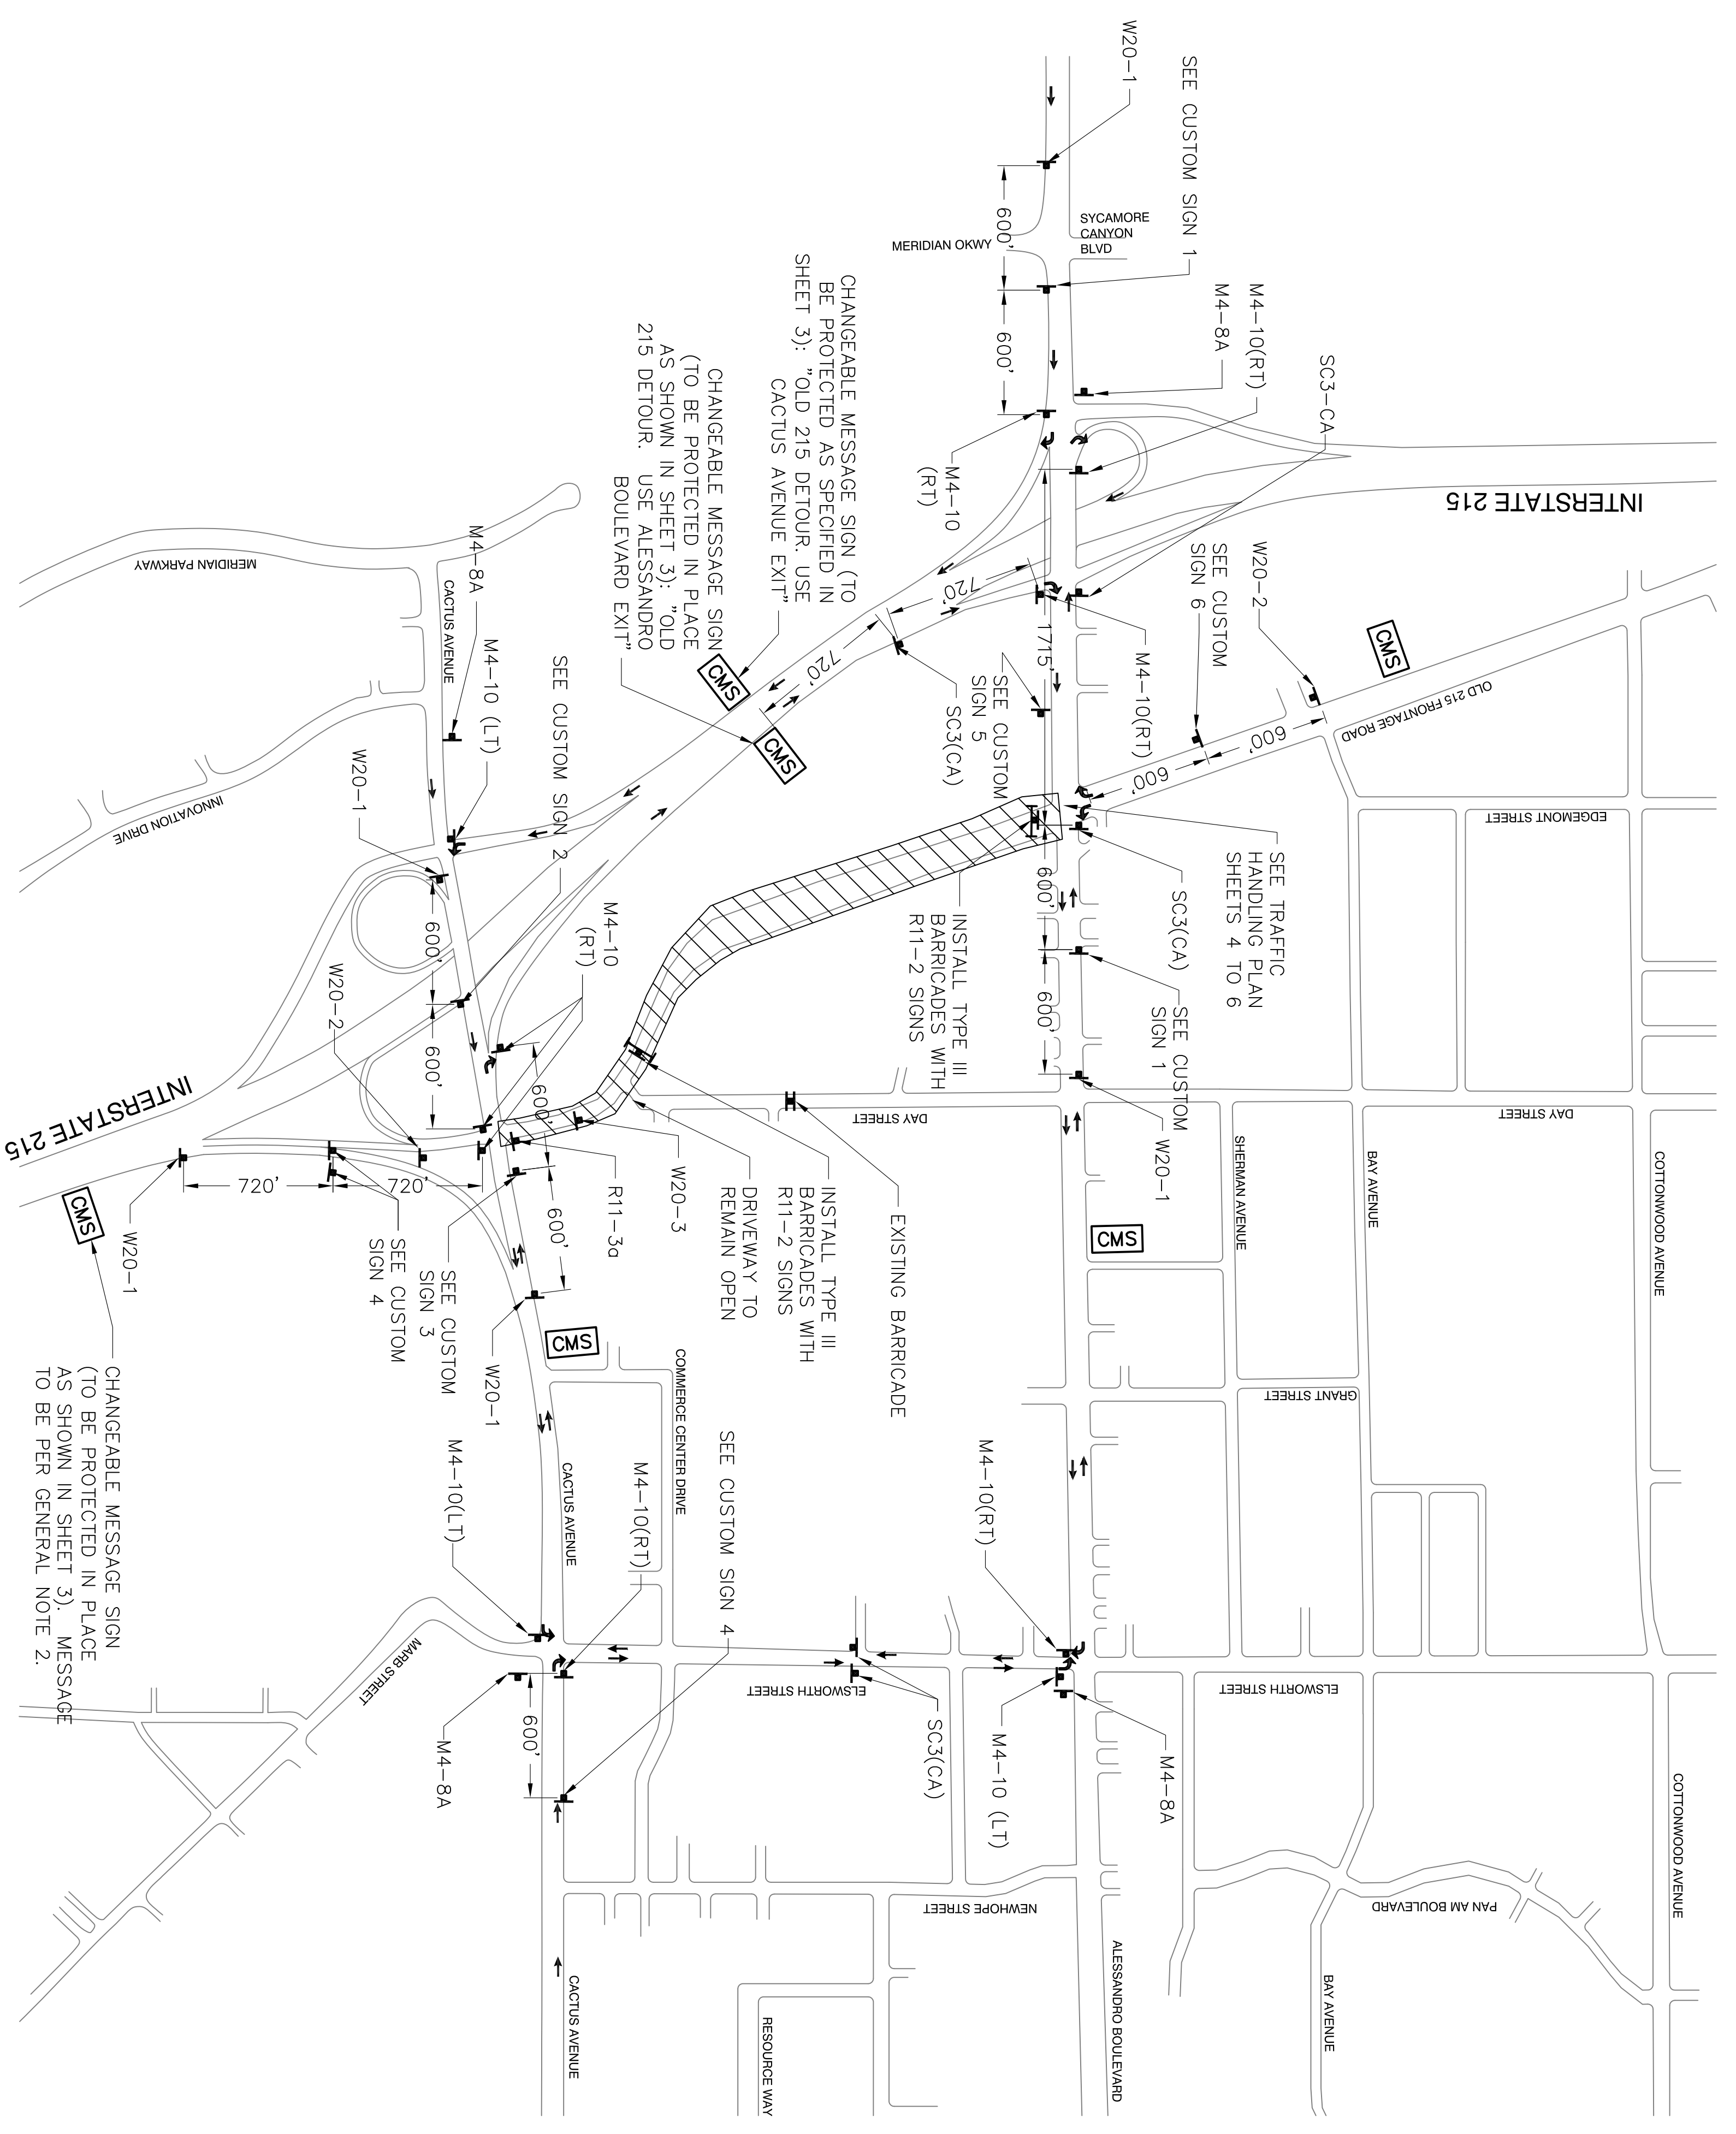 W20-1
SEE CUSTOM SIGN 1
SYCAMORE
CANYON
BLVD
MERIDIAN OKWY
600'
600'
M4-8A
M4-10(RT)
SC3-CA
M4-10
(RT)
CHANGEABLE MESSAGE SIGN (TO
BE PROTECTED AS SPECIFIED IN
SHEET 3): "OLD 215 DETOUR. USE
CACTUS AVENUE EXIT"
CHANGEABLE MESSAGE SIGN
(TO BE PROTECTED IN PLACE
AS SHOWN IN SHEET 3): "OLD
215 DETOUR. USE ALESSANDRO
BOULEVARD EXIT"
INTERSTATE 215
W20-2
SEE CUSTOM
SIGN 6
CMS
OLD 215 FRONTAGE ROAD
600'
600'
720'
720'
1715'
M4-10(RT)
SEE CUSTOM
SIGN 5
SC3(CA)
CMS
CMS
MERIDIAN PARKWAY
CACTUS AVENUE
M4-8A
M4-10 (LT)
INNOVATION DRIVE
W20-1
SEE CUSTOM SIGN 2
EDGEMONT STREET
SEE TRAFFIC
HANDLING PLAN
SHEETS 4 TO 6
SC3(CA)
600'
600'
INSTALL TYPE III
BARRICADES WITH
R11-2 SIGNS
SEE CUSTOM
SIGN 1
W20-1
M4-10
(RT)
600'
600'
W20-2
INTERSTATE 215
DAY STREET
DAY STREET
SHERMAN AVENUE
BAY AVENUE
COTTONWOOD AVENUE
600'
600'
R11-3a
W20-3
DRIVEWAY TO
REMAIN OPEN
INSTALL TYPE III
BARRICADES WITH
R11-2 SIGNS
EXISTING BARRICADE
CMS
720'
720'
CMS
W20-1
SEE CUSTOM
SIGN 4
SEE CUSTOM
SIGN 3
W20-1
CMS
COMMERCE CENTER DRIVE
GRANT STREET
CHANGEABLE MESSAGE SIGN
(TO BE PROTECTED IN PLACE
AS SHOWN IN SHEET 3). MESSAGE
TO BE PER GENERAL NOTE 2.
M4-10(LT)
CACTUS AVENUE
M4-10(RT)
SEE CUSTOM SIGN 4
M4-10(RT)
MARB STREET
M4-8A
600'
ELSWORTH STREET
ELSWORTH STREET
SC3(CA)
M4-10 (LT)
M4-8A
COTTONWOOD AVENUE
NEWHOPE STREET
PAN AM BOULEVARD
CACTUS AVENUE
RESOURCE WAY
ALESSANDRO BOULEVARD
BAY AVENUE